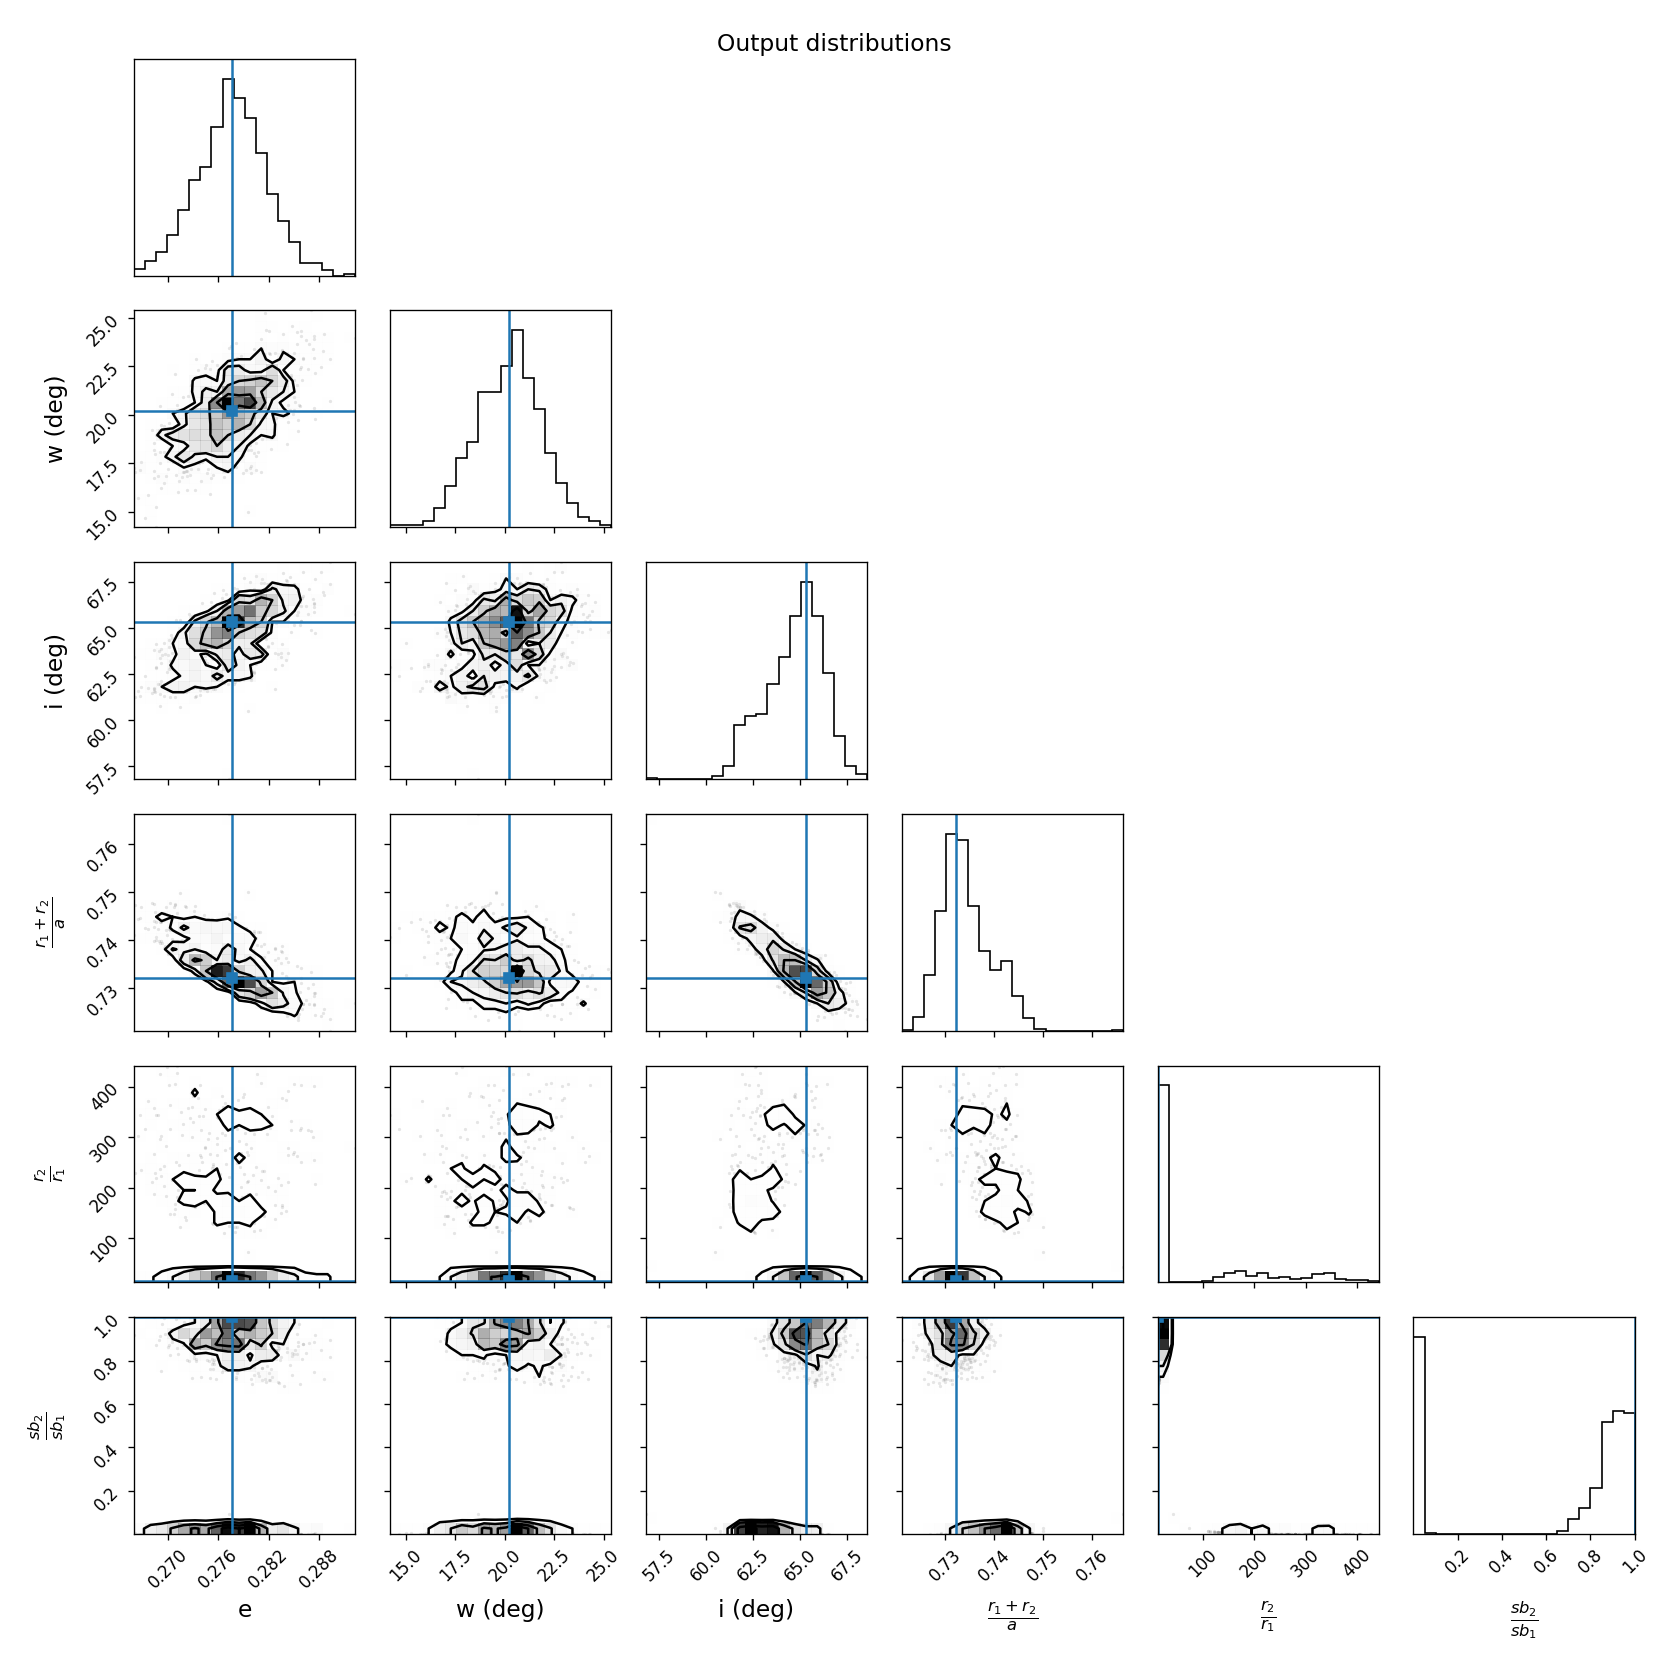 Output distributions
w (deg)
25.0
22.5
20.0
17.5
15.0
i (deg)
67.5
65.0
62.5
60.0
57.5
r₁ + r₂
a
0.76
0.75
0.74
0.73
r₂
r₁
400
300
200
100
sb₂
sb₁
1.0
0.8
0.6
0.4
0.2
0.270 0.276 0.282 0.288 15.0 17.5 20.0 22.5 25.0 57.5 60.0 62.5 65.0 67.5 0.73 0.74 0.75 0.76 100 200 300 400 0.2 0.4 0.6 0.8 1.0
e w (deg) i (deg)
r₁ + r₂
a
r₂
r₁
sb₂
sb₁